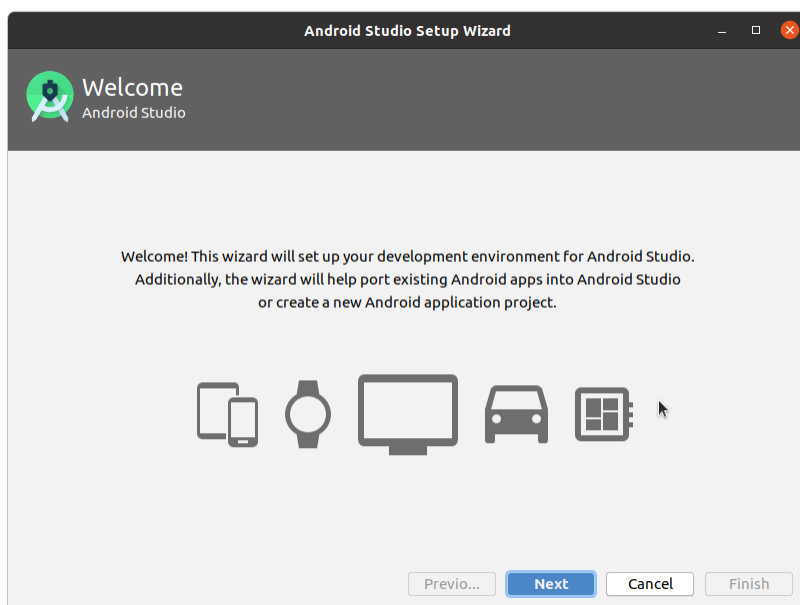 Android Studio Setup Wizard
Welcome
Android Studio
Welcome! This wizard will set up your development environment for Android Studio.
Additionally, the wizard will help port existing Android apps into Android Studio
or create a new Android application project.
Previo... Next Cancel Finish